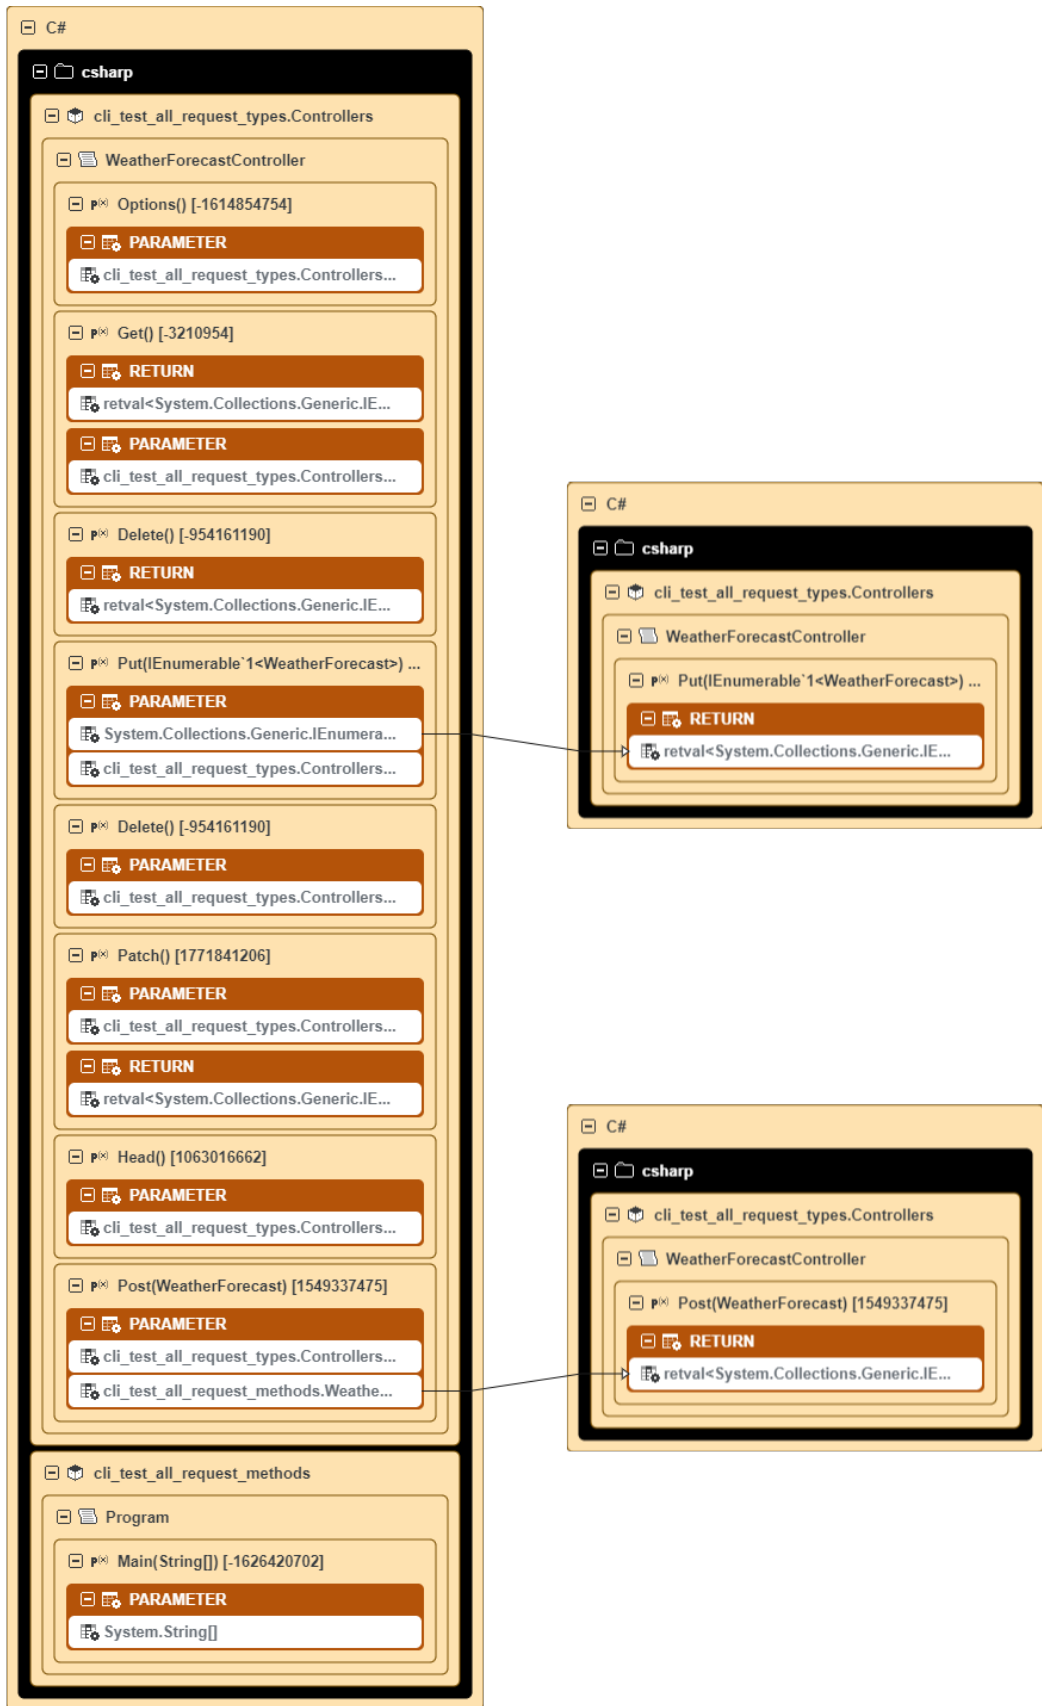 C#
csharp
cli_test_all_request_types.Controllers
WeatherForecastController
P(x) Options() [-1614854754]
PARAMETER
cli_test_all_request_types.Controllers...
P(x) Get() [-3210954]
RETURN
retval<System.Collections.Generic.IE...
PARAMETER
cli_test_all_request_types.Controllers...
P(x) Delete() [-954161190]
RETURN
retval<System.Collections.Generic.IE...
P(x) Put(IEnumerable`1<WeatherForecast>) ...
PARAMETER
System.Collections.Generic.IEnumera...
cli_test_all_request_types.Controllers...
P(x) Delete() [-954161190]
PARAMETER
cli_test_all_request_types.Controllers...
P(x) Patch() [1771841206]
PARAMETER
cli_test_all_request_types.Controllers...
RETURN
retval<System.Collections.Generic.IE...
P(x) Head() [1063016662]
PARAMETER
cli_test_all_request_types.Controllers...
P(x) Post(WeatherForecast) [1549337475]
PARAMETER
cli_test_all_request_types.Controllers...
cli_test_all_request_methods.Weathe...
cli_test_all_request_methods
Program
P(x) Main(String[]) [-1626420702]
PARAMETER
System.String[]
C#
csharp
cli_test_all_request_types.Controllers
WeatherForecastController
P(x) Put(IEnumerable`1<WeatherForecast>) ...
RETURN
retval<System.Collections.Generic.IE...
C#
csharp
cli_test_all_request_types.Controllers
WeatherForecastController
P(x) Post(WeatherForecast) [1549337475]
RETURN
retval<System.Collections.Generic.IE...